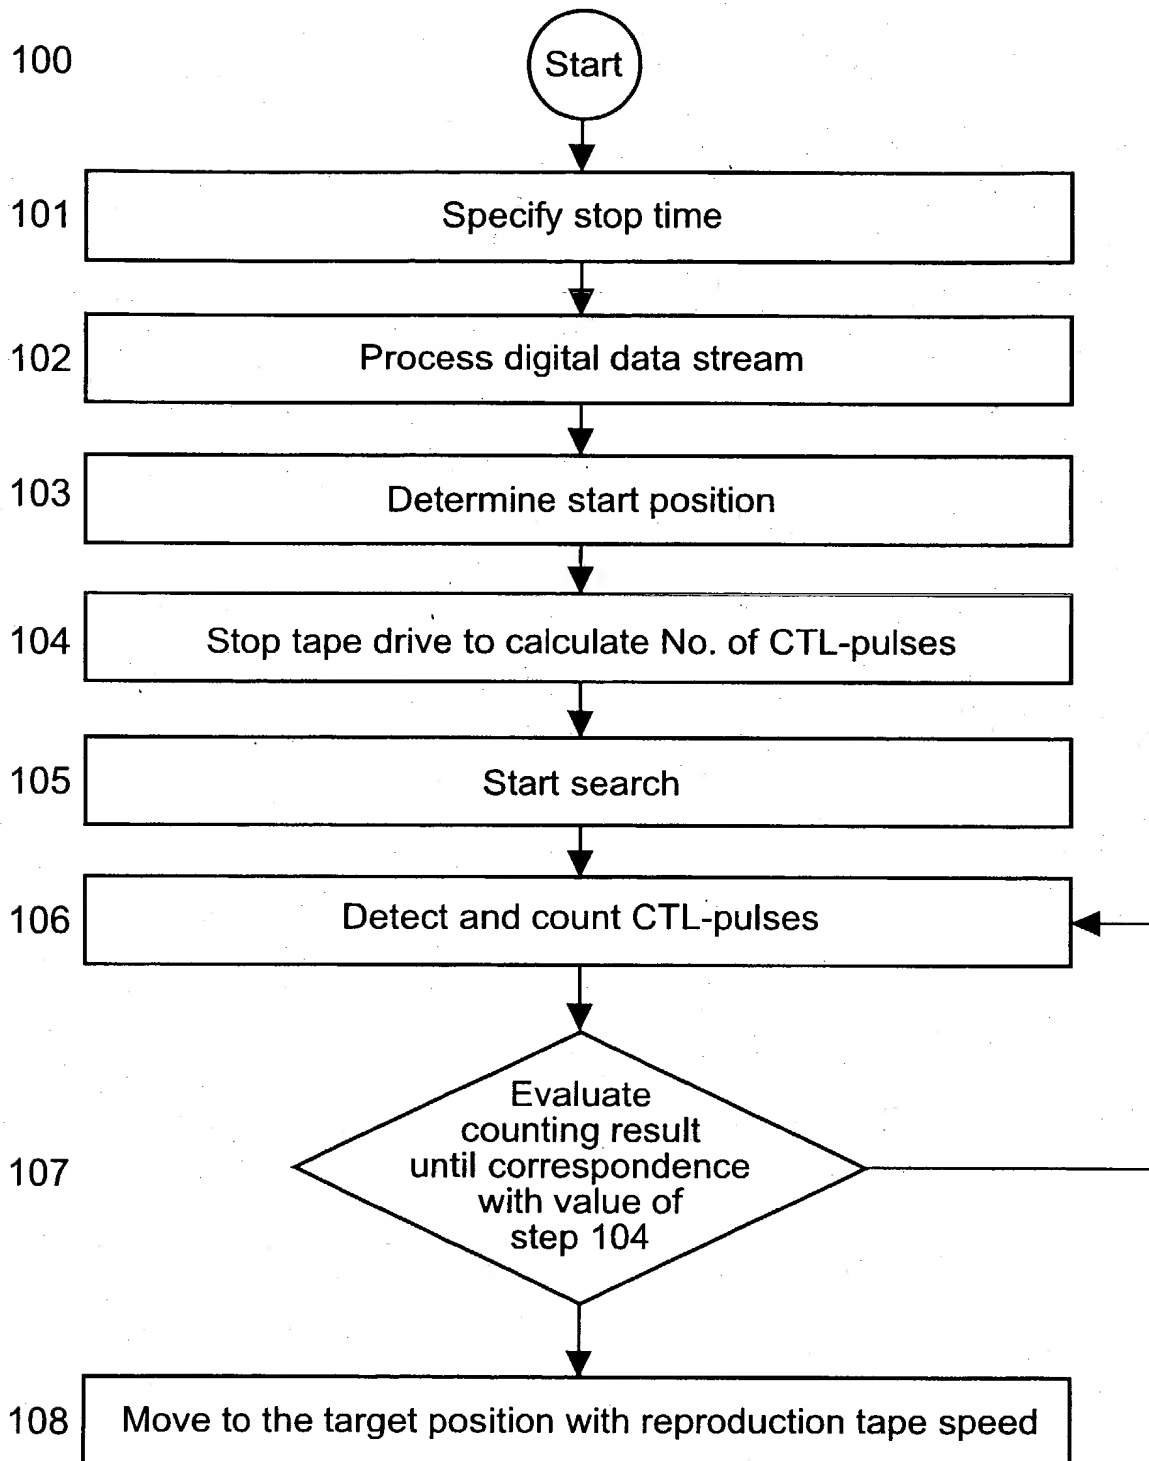 100
Start
101
Specify stop time
102
Process digital data stream
103
Determine start position
104
Stop tape drive to calculate No. of CTL-pulses
105
Start search
106
Detect and count CTL-pulses
107
Evaluate
counting result
until correspondence
with value of
step 104
108
Move to the target position with reproduction tape speed